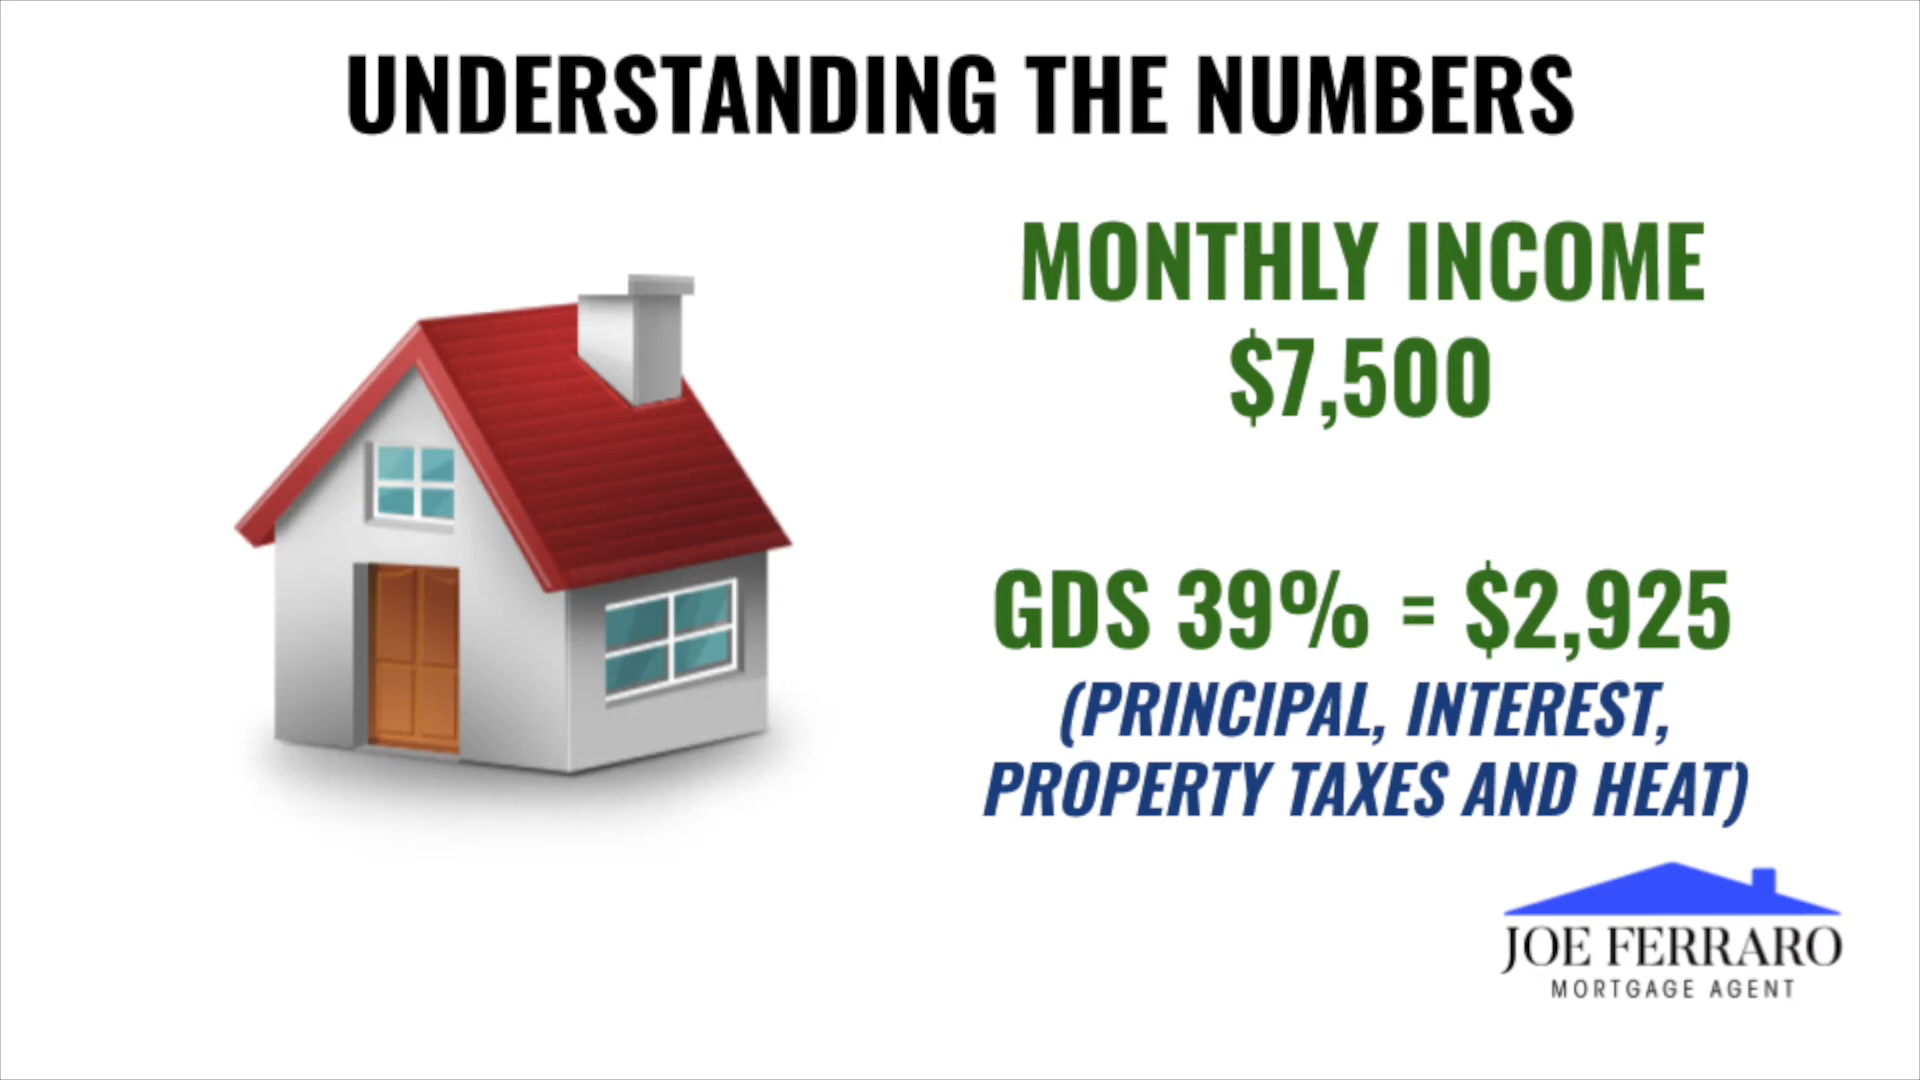 UNDERSTANDING THE NUMBERS
MONTHLY INCOME
$7,500
GDS 39% = $2,925
(PRINCIPAL, INTEREST,
PROPERTY TAXES AND HEAT)
JOE FERRARO
MORTGAGE AGENT